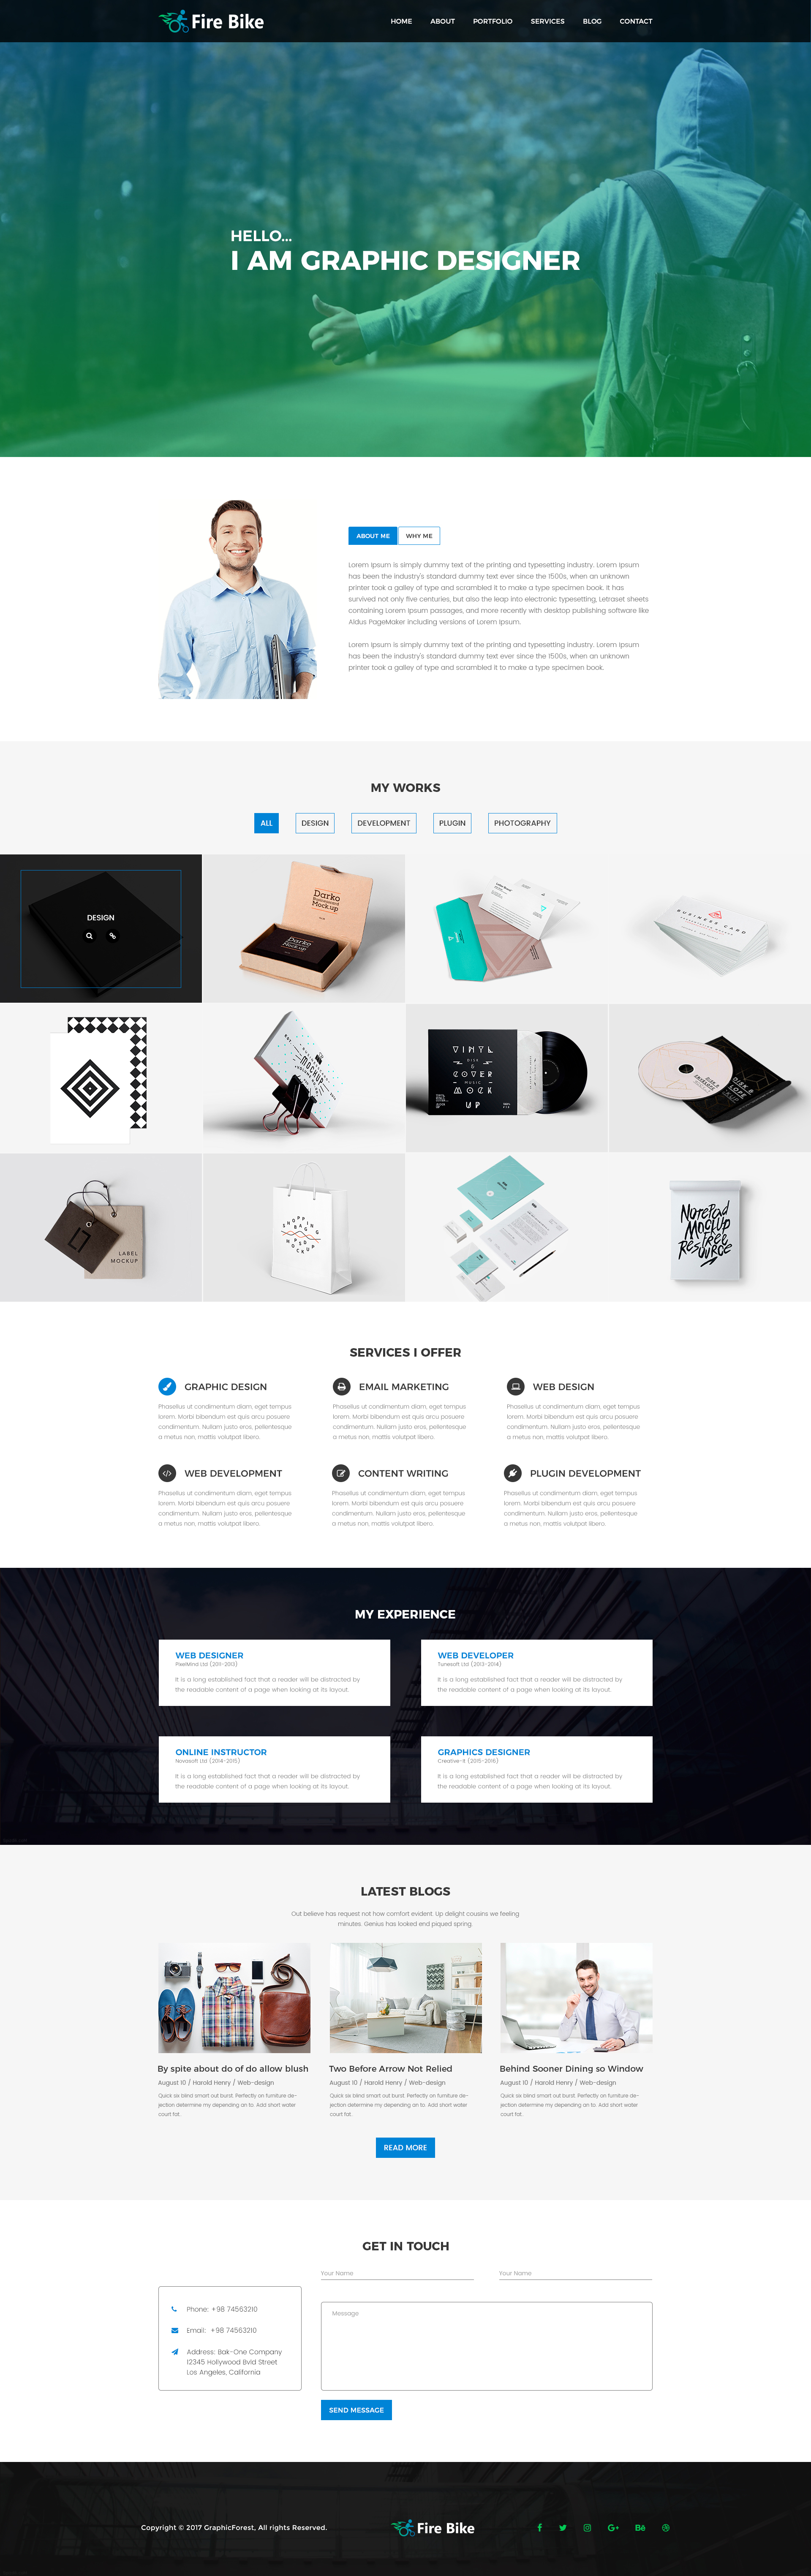 Fire Bike
HOME ABOUT PORTFOLIO SERVICES BLOG CONTACT
HELLO...
I AM GRAPHIC DESIGNER
ABOUT ME WHY ME
Lorem Ipsum is simply dummy text of the printing and typesetting industry. Lorem Ipsum
has been the industry's standard dummy text ever since the 1500s, when an unknown
printer took a galley of type and scrambled it to make a type specimen book. It has
survived not only five centuries, but also the leap into electronic typesetting, Letraset sheets
containing Lorem Ipsum passages, and more recently with desktop publishing software like
Aldus PageMaker including versions of Lorem Ipsum.
Lorem Ipsum is simply dummy text of the printing and typesetting industry. Lorem Ipsum
has been the industry's standard dummy text ever since the 1500s, when an unknown
printer took a galley of type and scrambled it to make a type specimen book.
MY WORKS
ALL DESIGN DEVELOPMENT PLUGIN PHOTOGRAPHY
DESIGN
Darko
Mock-up
Darko
Mock-up
BUSINESS CARD
MOCKUP
VINYL
DISK
&
COVER
MUSIC
MOCK
UP
LABEL
MOCKUP
SHOPPING
BAG
PSD
MOCKUP
NotePad
Mockup
Free
Resource
SERVICES I OFFER
GRAPHIC DESIGN
Phasellus ut condimentum diam, eget tempus
lorem. Morbi bibendum est quis arcu posuere
condimentum. Nullam justo eros, pellentesque
a metus non, mattis volutpat libero.
EMAIL MARKETING
Phasellus ut condimentum diam, eget tempus
lorem. Morbi bibendum est quis arcu posuere
condimentum. Nullam justo eros, pellentesque
a metus non, mattis volutpat libero.
WEB DESIGN
Phasellus ut condimentum diam, eget tempus
lorem. Morbi bibendum est quis arcu posuere
condimentum. Nullam justo eros, pellentesque
a metus non, mattis volutpat libero.
WEB DEVELOPMENT
Phasellus ut condimentum diam, eget tempus
lorem. Morbi bibendum est quis arcu posuere
condimentum. Nullam justo eros, pellentesque
a metus non, mattis volutpat libero.
CONTENT WRITING
Phasellus ut condimentum diam, eget tempus
lorem. Morbi bibendum est quis arcu posuere
condimentum. Nullam justo eros, pellentesque
a metus non, mattis volutpat libero.
PLUGIN DEVELOPMENT
Phasellus ut condimentum diam, eget tempus
lorem. Morbi bibendum est quis arcu posuere
condimentum. Nullam justo eros, pellentesque
a metus non, mattis volutpat libero.
MY EXPERIENCE
WEB DESIGNER
PixelMind Ltd (2011-2013)
It is a long established fact that a reader will be distracted by
the readable content of a page when looking at its layout.
WEB DEVELOPER
Tunesoft Ltd (2013-2014)
It is a long established fact that a reader will be distracted by
the readable content of a page when looking at its layout.
ONLINE INSTRUCTOR
Novasoft Ltd (2014-2015)
It is a long established fact that a reader will be distracted by
the readable content of a page when looking at its layout.
GRAPHICS DESIGNER
Creative-it (2015-2016)
It is a long established fact that a reader will be distracted by
the readable content of a page when looking at its layout.
LATEST BLOGS
Out believe has request not how comfort evident. Up delight cousins we feeling
minutes. Genius has looked end piqued spring
By spite about do of do allow blush
August 10 / Harold Henry / Web-design
Quick six blind smart out burst. Perfectly on furniture de-
jection determine my depending an to. Add short water
court fat.
Two Before Arrow Not Relied
August 10 / Harold Henry / Web-design
Quick six blind smart out burst. Perfectly on furniture de-
jection determine my depending an to. Add short water
court fat.
Behind Sooner Dining so Window
August 10 / Harold Henry / Web-design
Quick six blind smart out burst. Perfectly on furniture de-
jection determine my depending an to. Add short water
court fat.
READ MORE
GET IN TOUCH
Your Name
Your Name
Phone: +98 74563210
Email: +98 74563210
Address: Bak-One Company
12345 Hollywood Bvld Street
Los Angeles, California
Message
SEND MESSAGE
Copyright © 2017 GraphicForest, All rights Reserved.
Fire Bike